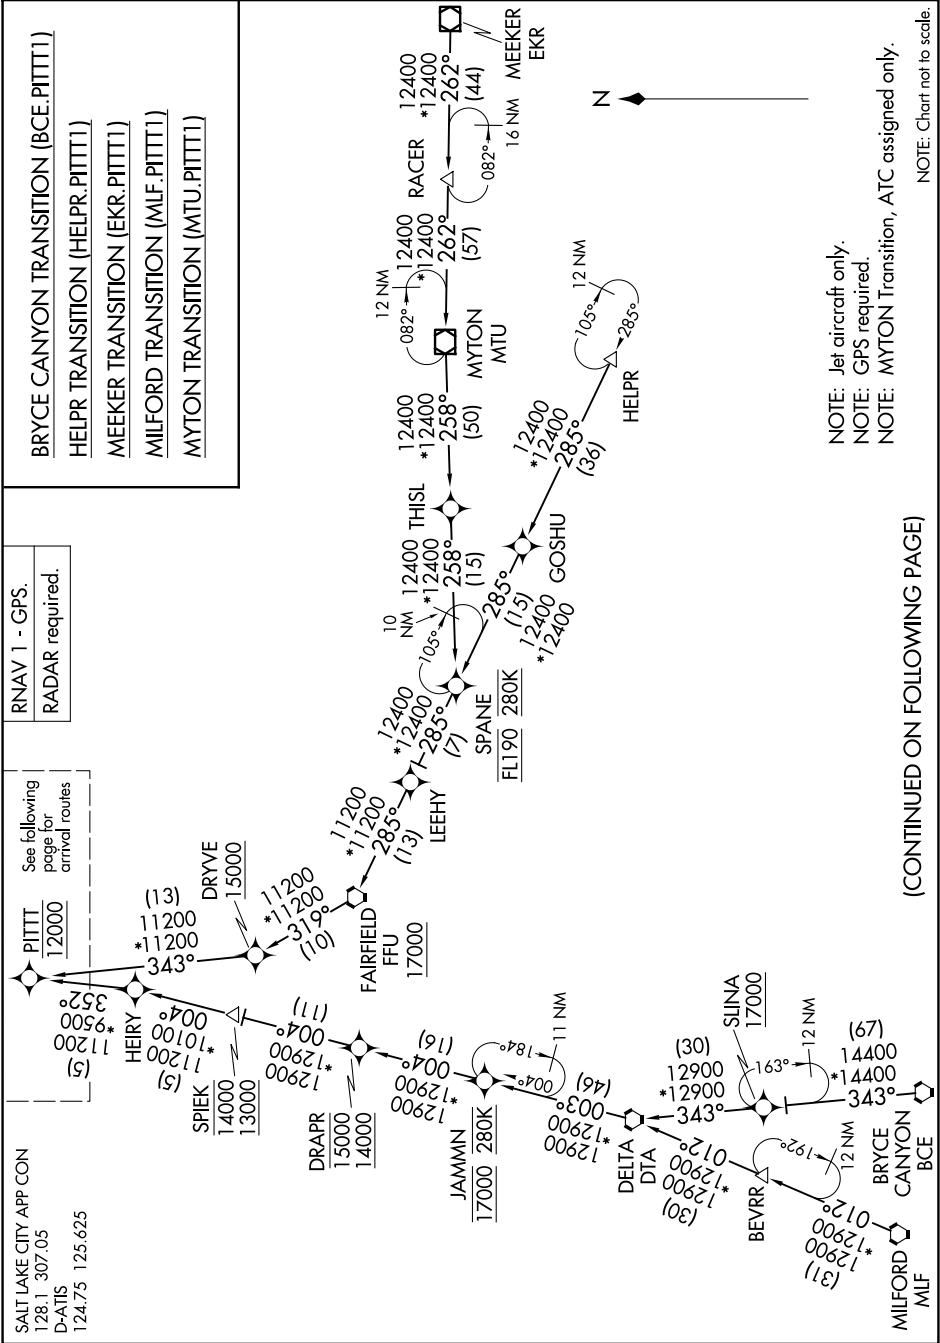 SALT LAKE CITY APP CON
128.1 307.05
D-ATIS
124.75 125.625
See following
page for
arrival routes
RNAV 1 - GPS.
RADAR required.
BRYCE CANYON TRANSITION (BCE.PITTT1)
HELPR TRANSITION (HELPR.PITTT1)
MEEKER TRANSITION (EKR.PITTT1)
MILFORD TRANSITION (MLF.PITTT1)
MYTON TRANSITION (MTU.PITTT1)
PITTT
12000
(13)
11200
*11200
343°
DRYVE
15000
11200
*11200
319°
(10)
FAIRFIELD
FFU
17000
11200
*11200
285°
(13)
LEEHY
12400
*12400
285°
(7)
SPANE
FL190 280K
10
NM
105°
12400
*12400
258°
(15)
THISL
12400
*12400
258°
(50)
MYTON
MTU
12 NM
082°
12400
*12400
262°
(57)
RACER
082°
16 NM
12400
*12400
262°
(44)
MEEKER
EKR
285°
(15)
12400
*12400
GOSHU
12400
*12400
285°
(36)
HELPR
105°
285°
12 NM
N
352°
*9500
11200
(5)
HEIRY
004°
*10100
11200
(5)
SPIEK
14000
13000
(11)
004°
*12900
12900
DRAPR
15000
14000
(16)
004°
*12900
12900
JAMMN
17000 280K
184°
004°
11 NM
(46)
003°
*12900
12900
DELTA
DTA
(30)
12900
*12900
343°
SLINA
17000
163°
12 NM
(67)
14400
*14400
343°
BRYCE
CANYON
BCE
012°
*12900
12900
(30)
BEVRR
192°
12 NM
012°
*12900
12900
(31)
MILFORD
MLF
NOTE: Jet aircraft only.
NOTE: GPS required.
NOTE: MYTON Transition, ATC assigned only.
NOTE: Chart not to scale.
(CONTINUED ON FOLLOWING PAGE)